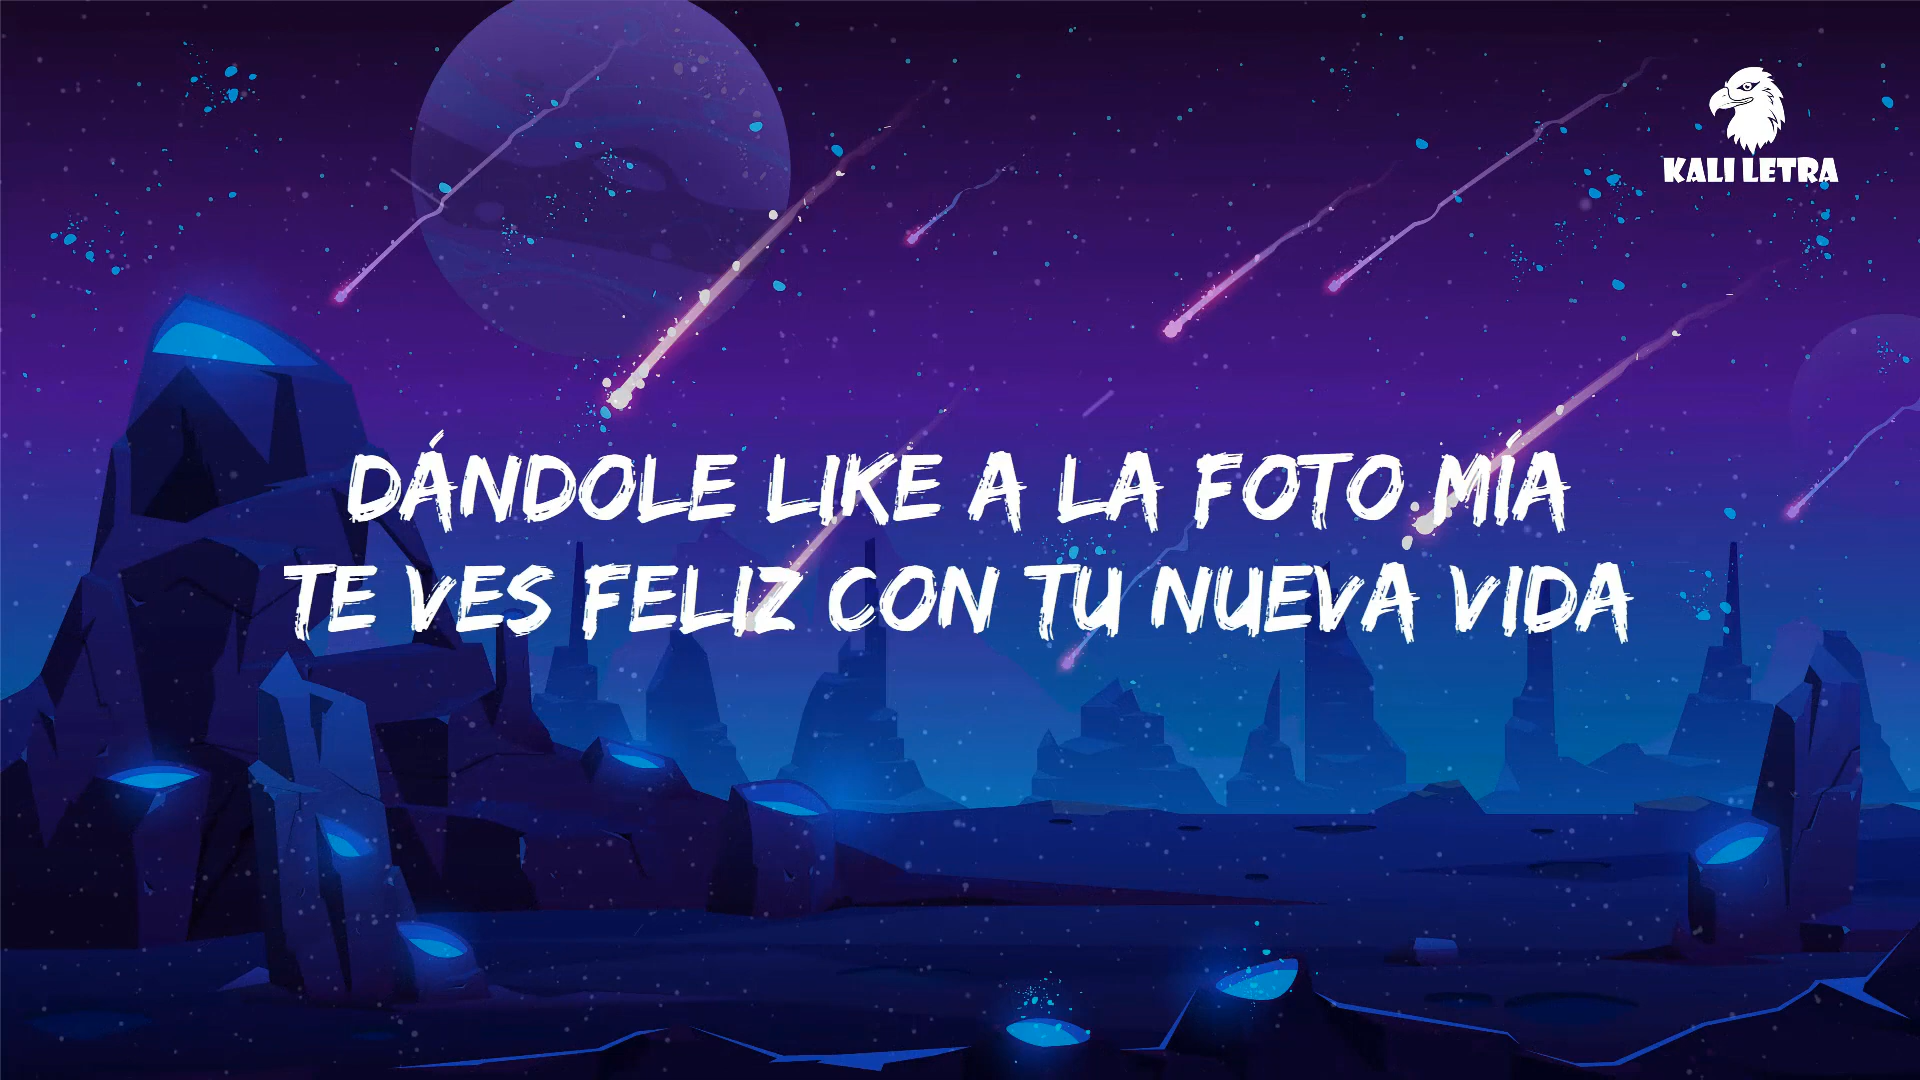 KALI LETRA
DÁNDOLE LIKE A LA FOTO MÍA
TE VES FELIZ CON TU NUEVA VIDA